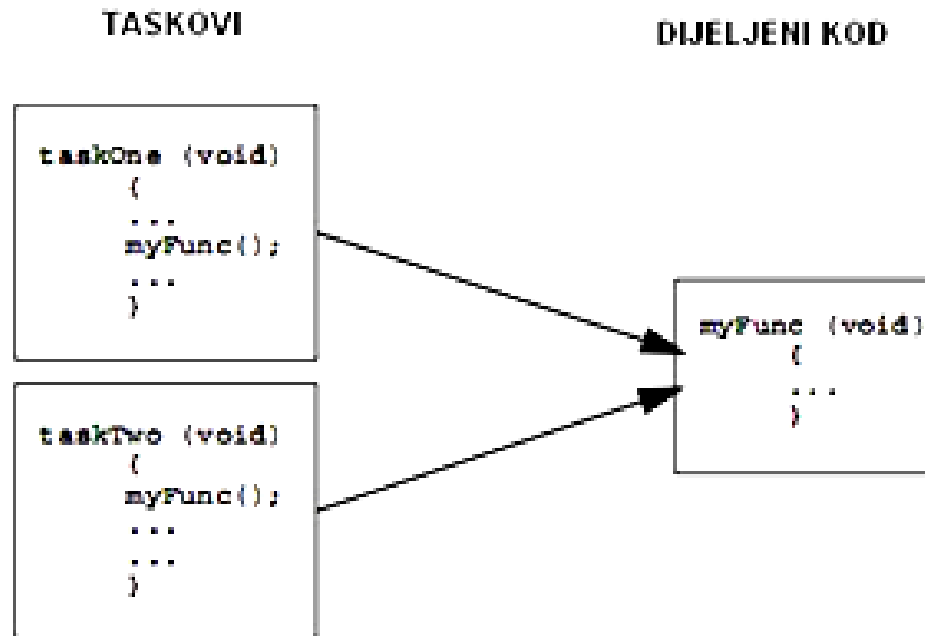 TASKOVI
DIJELJENI KOD
taskOne (void)
{
...
myFunc();
...
}
taskTwo (void)
{
myFunc();
...
...
}
myFunc (void)
{
...
}